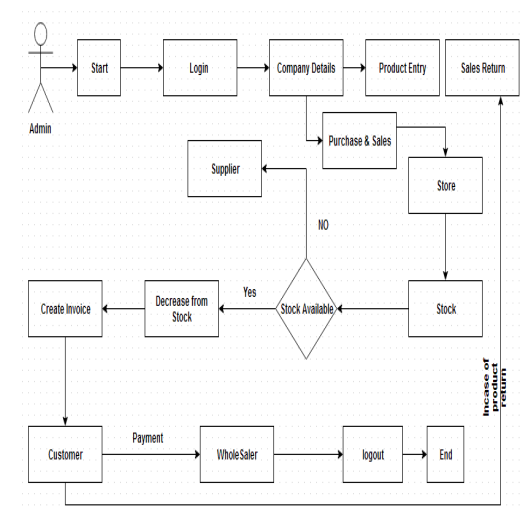 Start
Login
Company Details
Product Entry
Sales Return
Admin
Purchase & Sales
Supplier
Store
NO
Yes
Create Invoice
Decrease from
Stock
Stock Available
Stock
Incase of
product
return
Payment
Customer
WholeSaler
logout
End